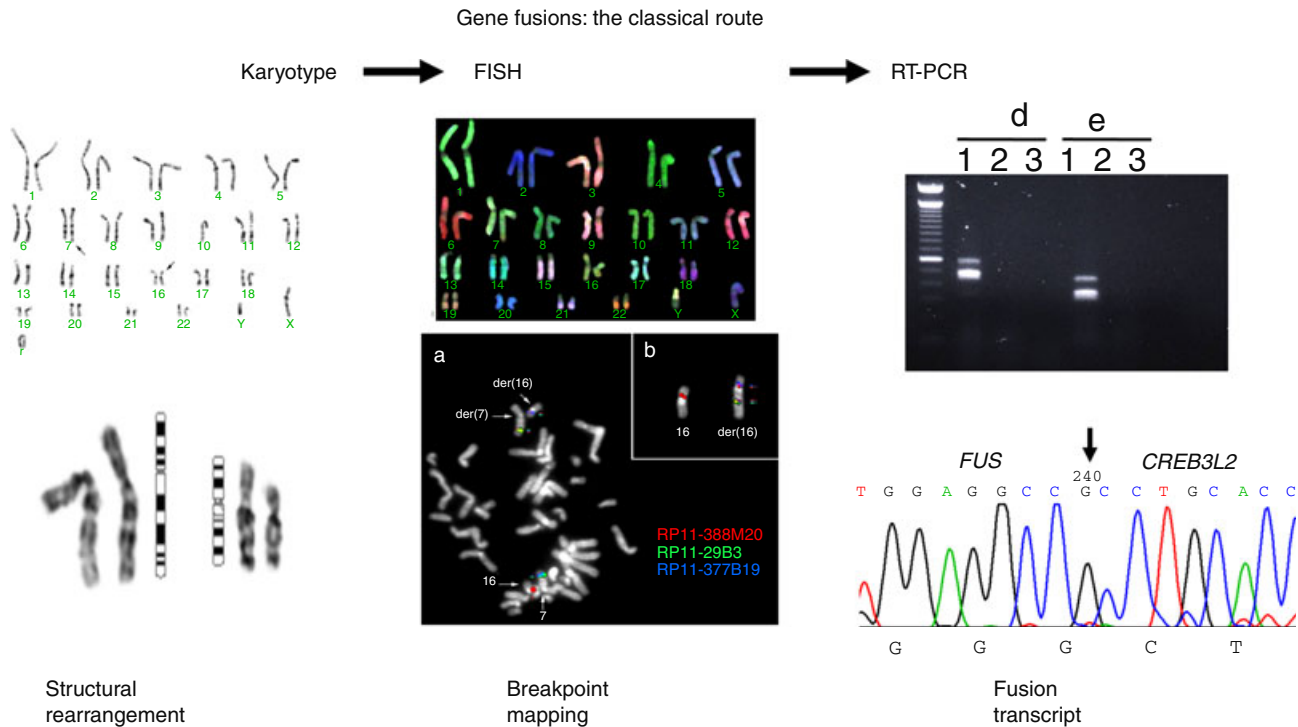 Gene fusions: the classical route
Karyotype
FISH
RT-PCR
1 2 3 4 5
6 7 8 9 10 11 12
13 14 15 16 17 18
19 20 21 22 Y X
r
1 2 3 4 5
6 7 8 9 10 11 12
13 14 15 16 17 18
19 20 21 22 Y X
a
der(16)
der(7)
16
7
b
16 der(16)
RP11-388M20
RP11-29B3
RP11-377B19
d e
1 2 3 1 2 3
FUS CREB3L2
240
T G G A G G C C G C C T G C A C C
G G G C T
Structural
rearrangement
Breakpoint
mapping
Fusion
transcript